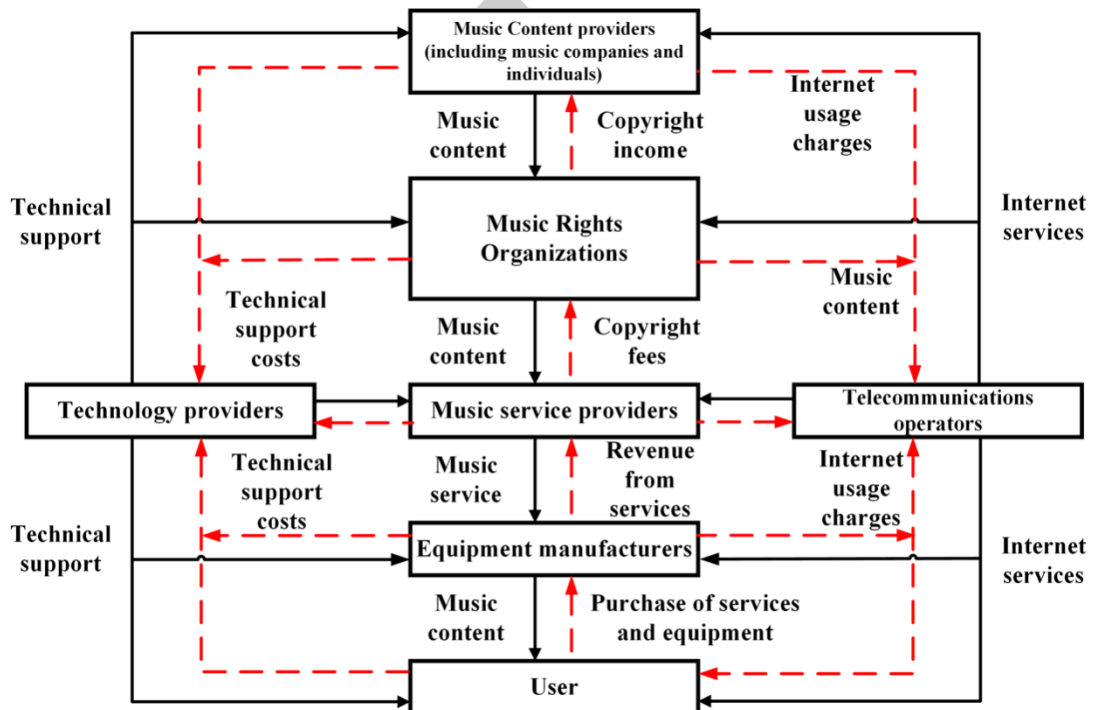 Music Content providers
(including music companies and
individuals)
Internet
usage
charges
Music
content
Copyright
income
Technical
support
Music Rights
Organizations
Internet
services
Music
content
Technical
support
costs
Music
content
Copyright
fees
Technology providers
Music service providers
Telecommunications
operators
Technical
support
costs
Music
service
Revenue
from
services
Internet
usage
charges
Technical
support
Equipment manufacturers
Internet
services
Music
content
Purchase of services
and equipment
User